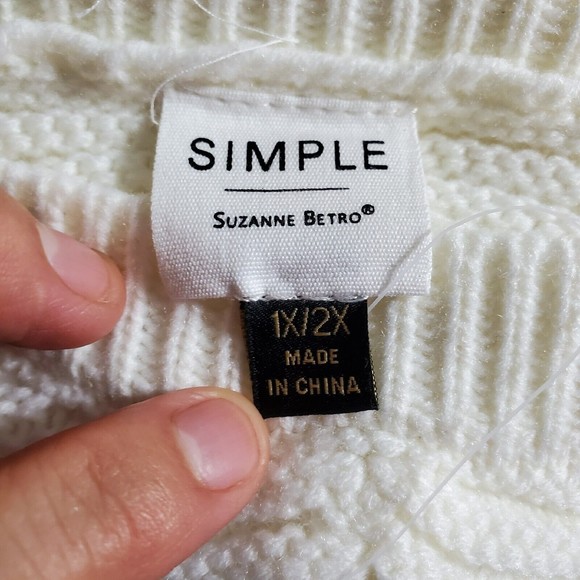 SIMPLE
SUZANNE BETRO®
1X/2X
MADE
IN CHINA